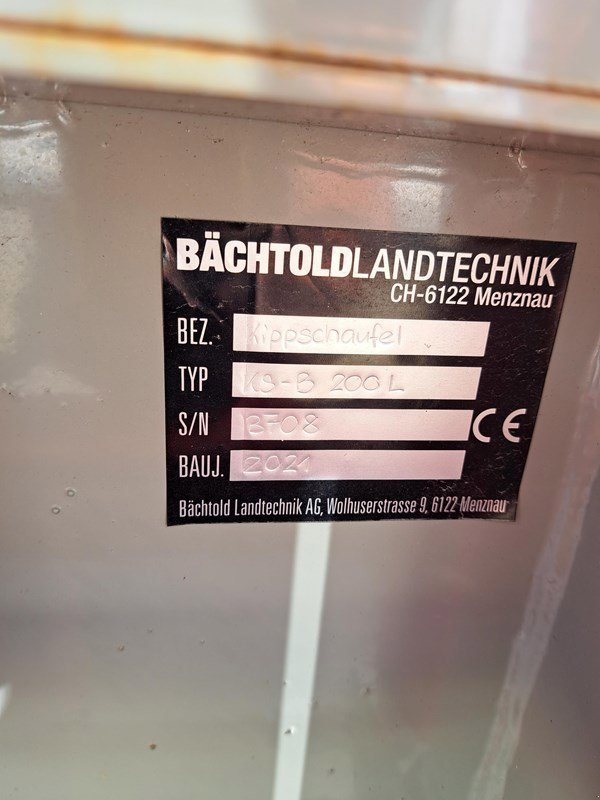 BÄCHTOLDLANDTECHNIK
CH-6122 Menznau
BEZ. Kippschaufel
TYP KS-B 200 L
S/N 13708
BAUJ. 2021
CE
Bächtold Landtechnik AG, Wolhuserstrasse 9, 6122 Menznau